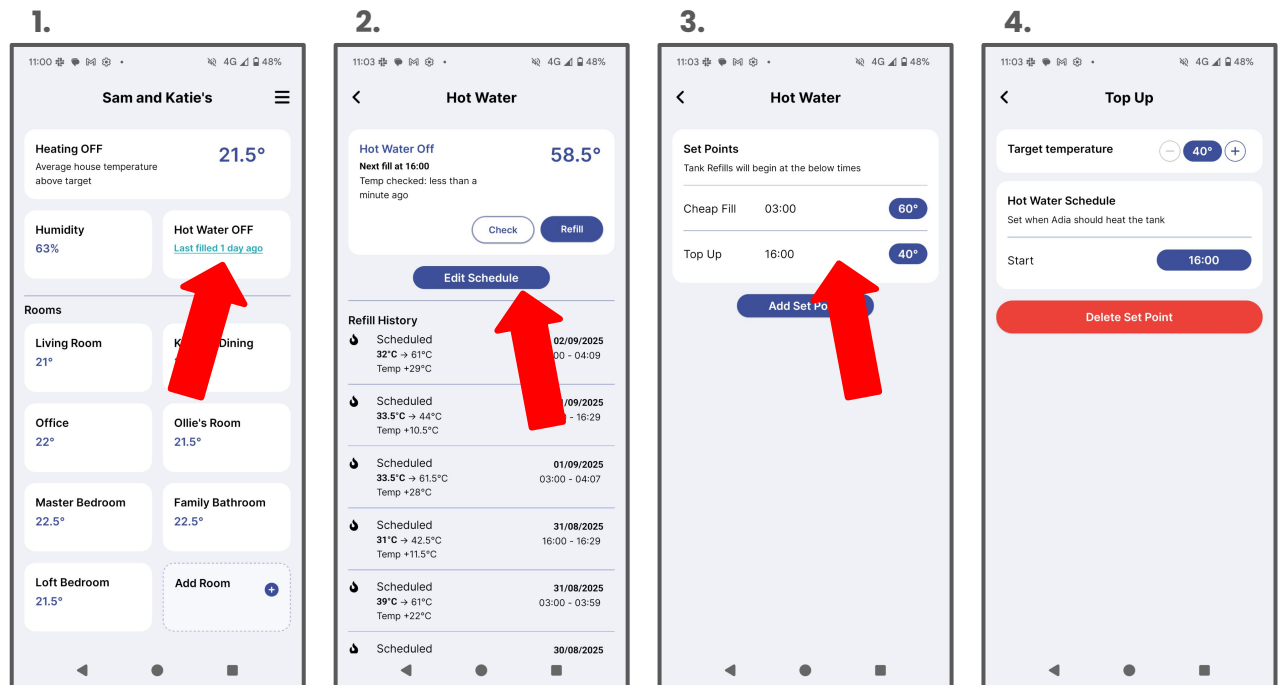 1.
11:00 4G 48%
Sam and Katie's
Heating OFF
21.5°
Average house temperature
above target
Humidity
63%
Hot Water OFF
Last filled 1 day ago
Rooms
Living Room
21°
Dining
Office
22°
Ollie's Room
21.5°
Master Bedroom
22.5°
Family Bathroom
22.5°
Loft Bedroom
21.5°
Add Room
2.
11:03 4G 48%
Hot Water
Hot Water Off
58.5°
Next fill at 16:00
Temp checked: less than a
minute ago
Check
Refill
Edit Schedule
Refill History
Scheduled 02/09/2025
32°C → 61°C - 04:09
Temp +29°C
Scheduled /09/2025
33.5°C → 44°C - 16:29
Temp +10.5°C
Scheduled 01/09/2025
33.5°C → 61.5°C 03:00 - 04:07
Temp +28°C
Scheduled 31/08/2025
31°C → 42.5°C 16:00 - 16:29
Temp +11.5°C
Scheduled 31/08/2025
39°C → 61°C 03:00 - 03:59
Temp +22°C
Scheduled 30/08/2025
3.
11:03 4G 48%
Hot Water
Set Points
Tank Refills will begin at the below times
Cheap Fill 03:00 60°
Top Up 16:00 40°
Add Set
4.
11:03 4G 48%
Top Up
Target temperature − 40° +
Hot Water Schedule
Set when Adia should heat the tank
Start 16:00
Delete Set Point